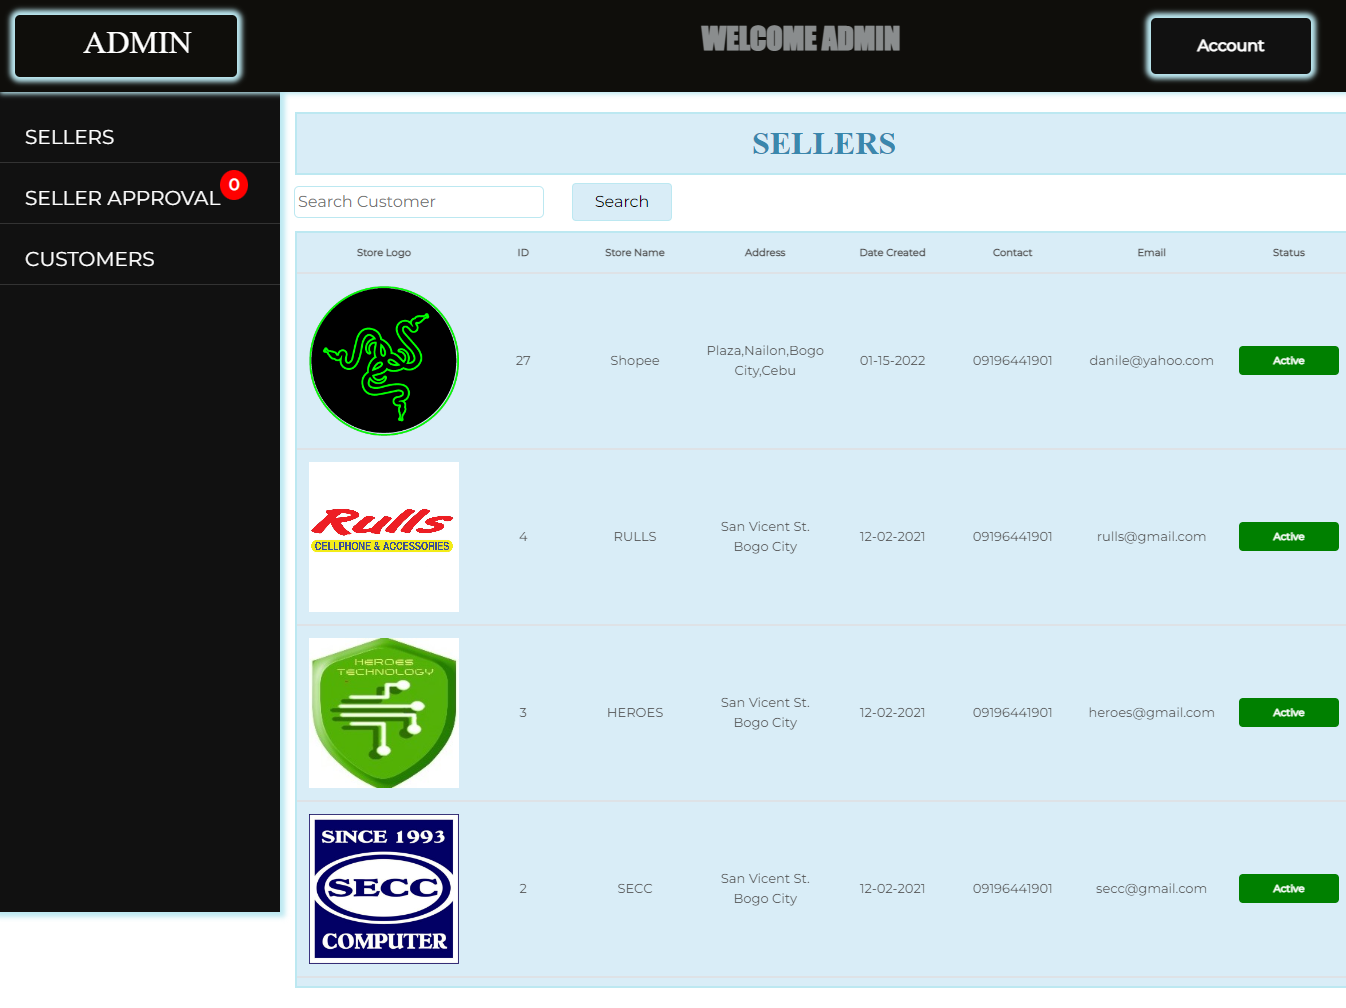 ADMIN
WELCOME ADMIN
Account
SELLERS
SELLER APPROVAL 0
CUSTOMERS
SELLERS
Search Customer
Search
Store Logo ID Store Name Address Date Created Contact Email Status
27 Shopee Plaza,Nailon,Bogo 01-15-2022 09196441901 danile@yahoo.com Active
City,Cebu
Rulls
CELLPHONE & ACCESSORIES
4 RULLS San Vicent St. 12-02-2021 09196441901 rulls@gmail.com Active
Bogo City
HEROES
TECHNOLOGY
3 HEROES San Vicent St. 12-02-2021 09196441901 heroes@gmail.com Active
Bogo City
SINCE 1993
SECC
COMPUTER
2 SECC San Vicent St. 12-02-2021 09196441901 secc@gmail.com Active
Bogo City